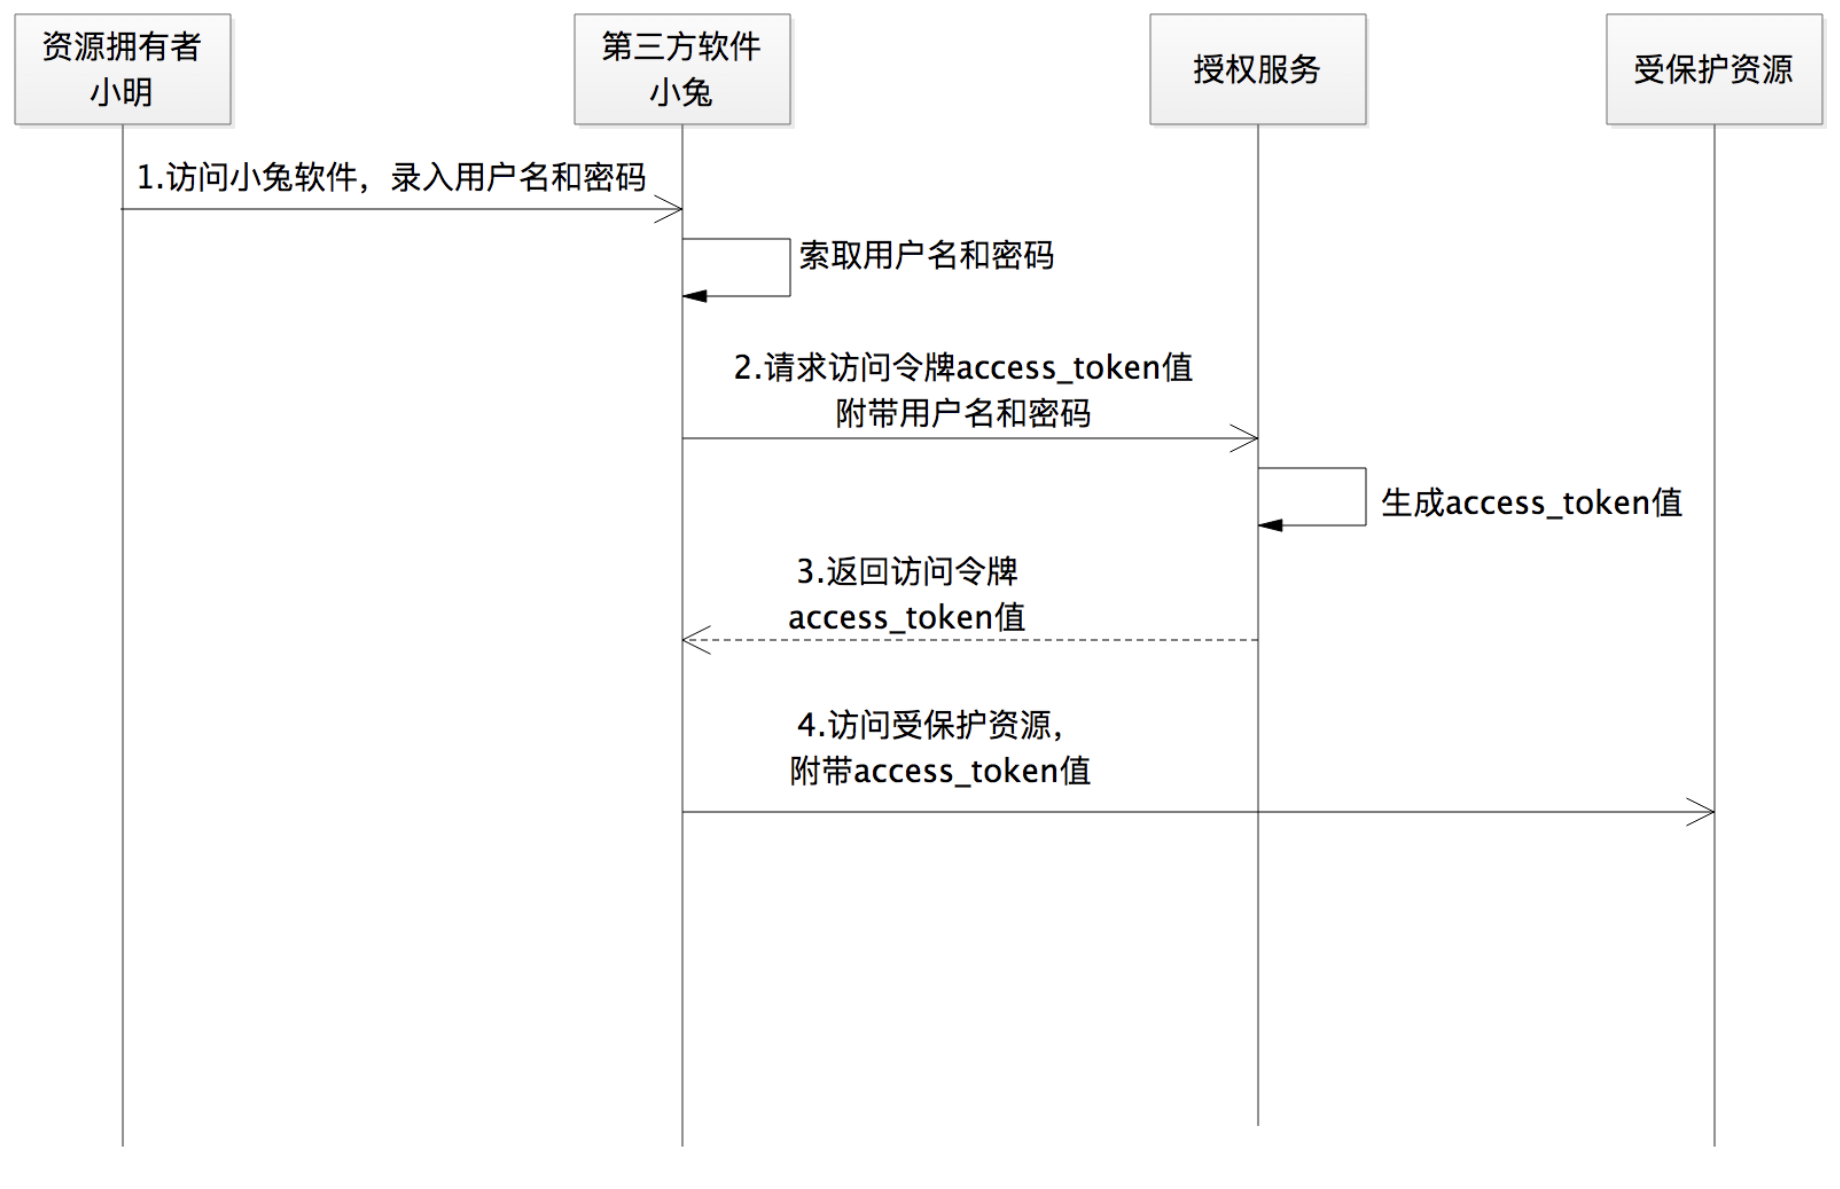 资源拥有者
小明
第三方软件
小兔
授权服务
受保护资源
1.访问小兔软件，录入用户名和密码
索取用户名和密码
2.请求访问令牌access_token值
附带用户名和密码
生成access_token值
3.返回访问令牌
access_token值
4.访问受保护资源，
附带access_token值